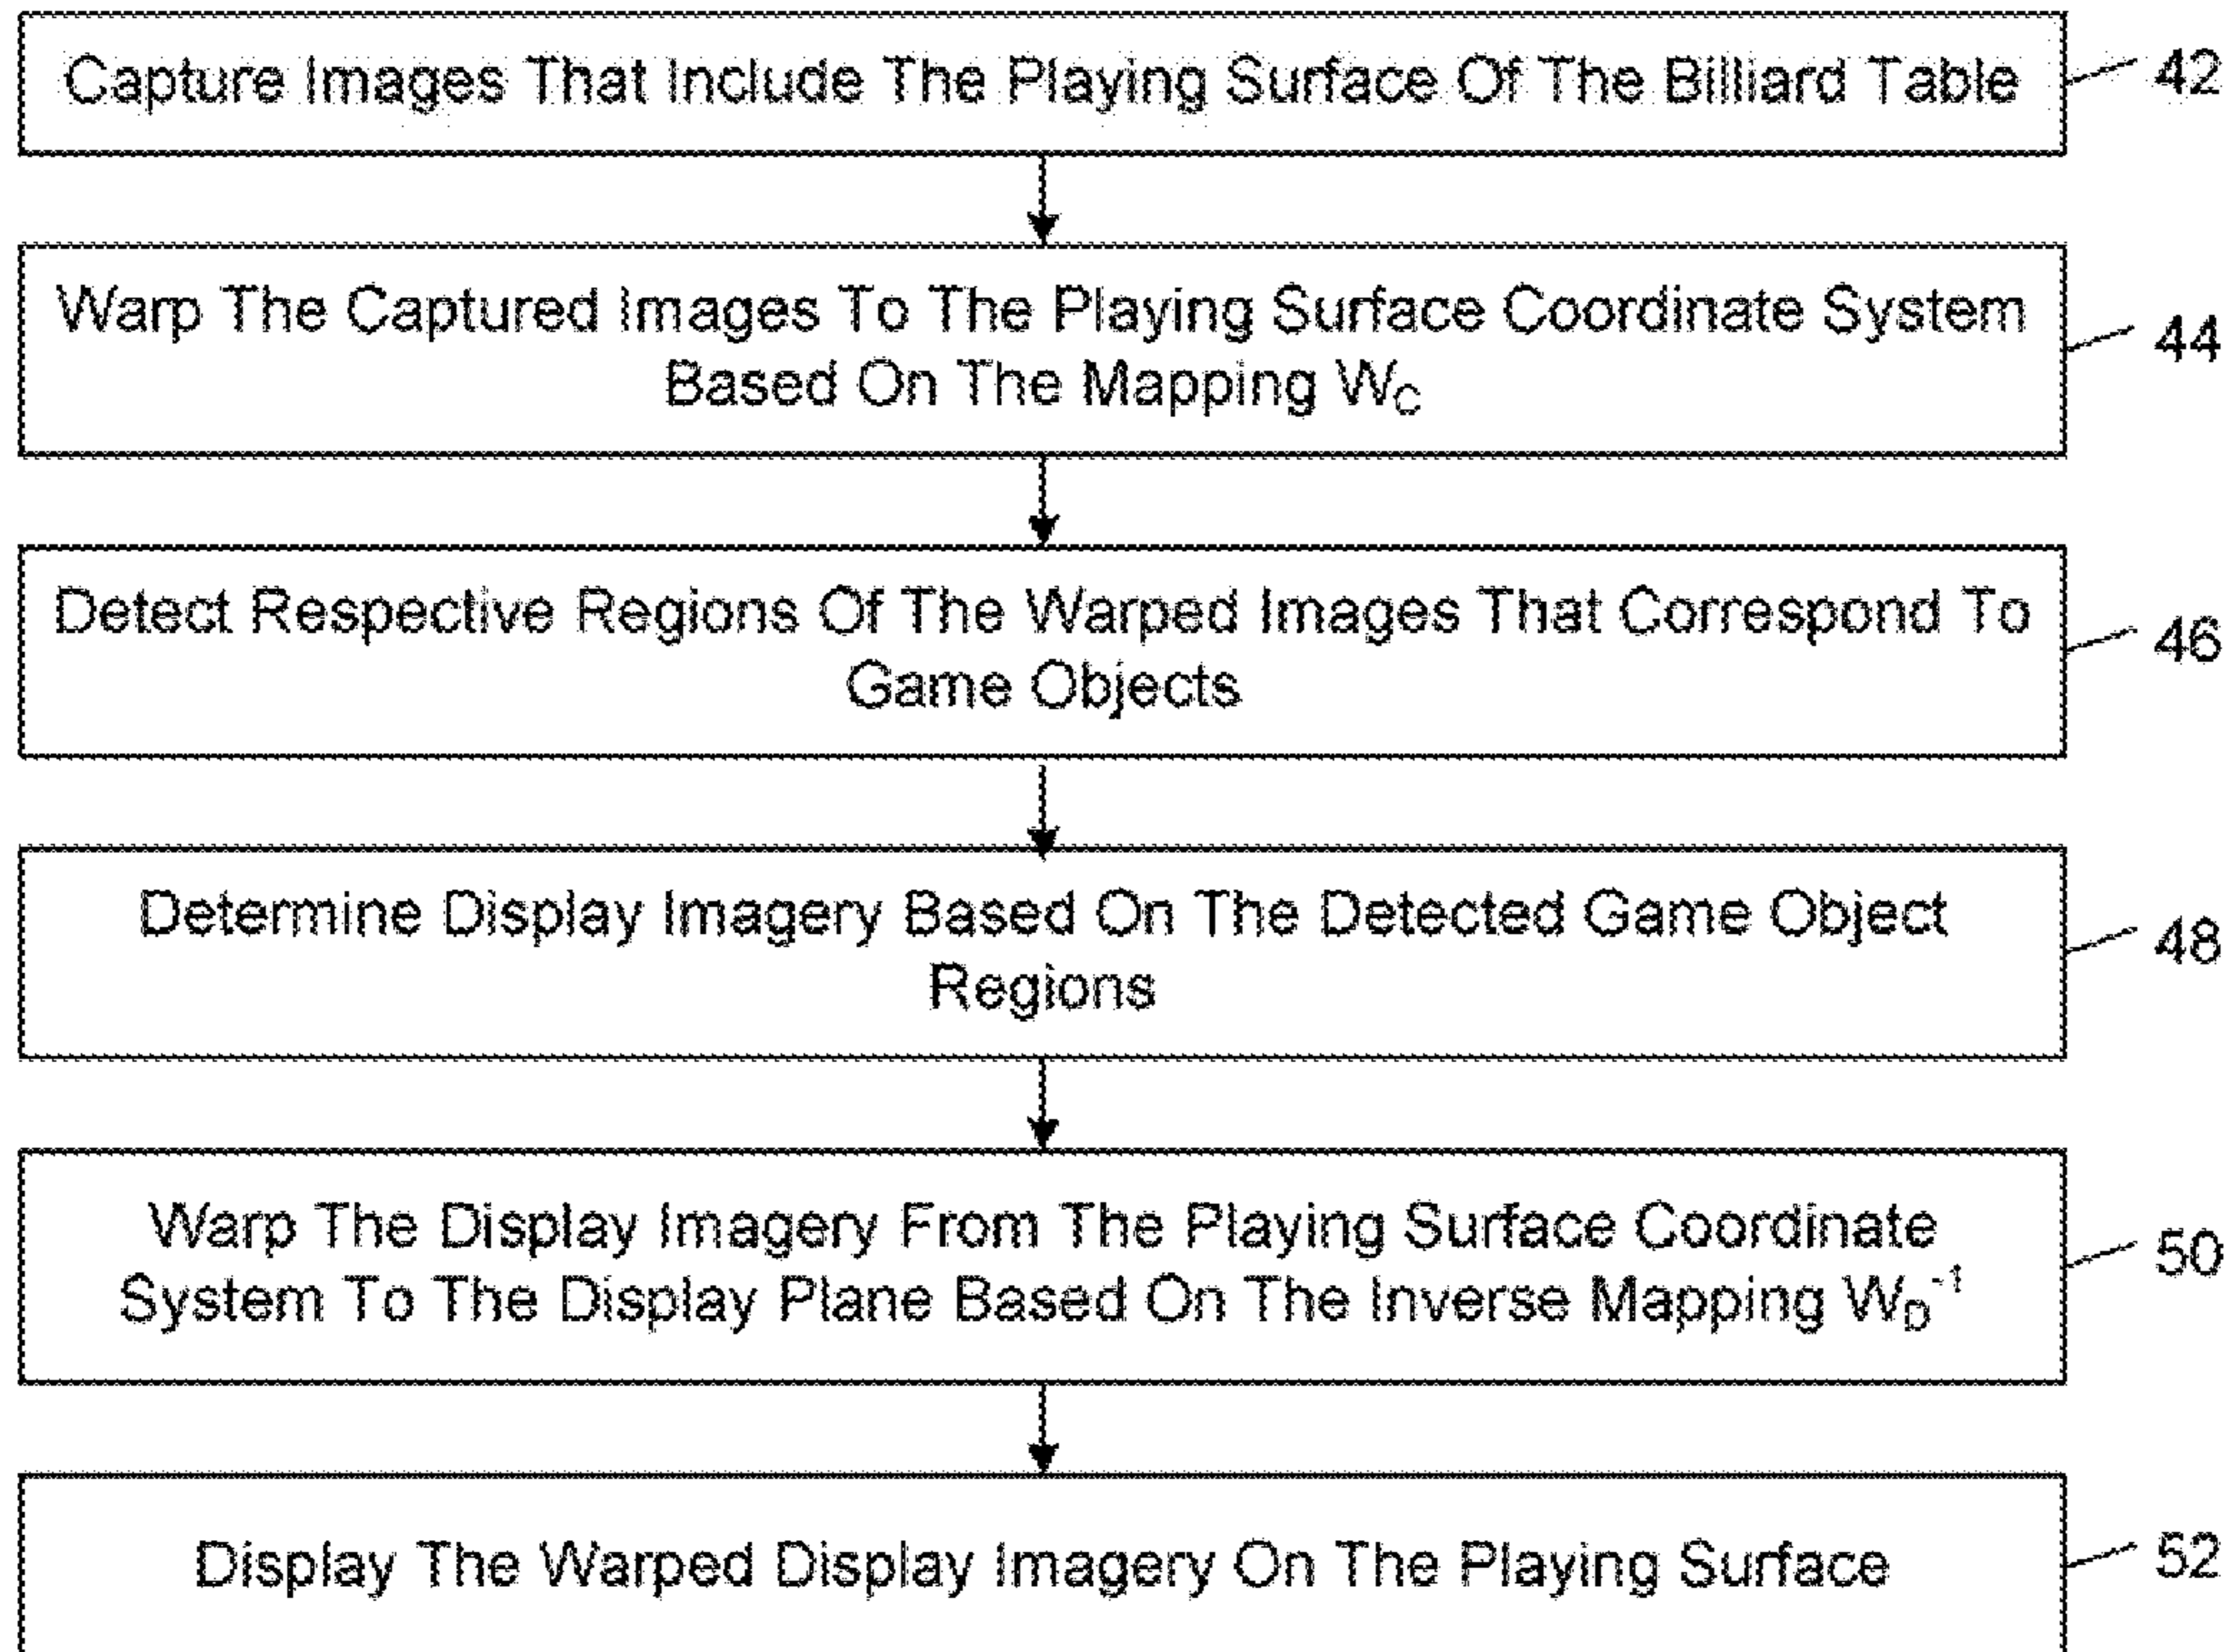 Capture Images That Include The Playing Surface Of The Billiard Table
42
Warp The Captured Images To The Playing Surface Coordinate System
Based On The Mapping W_C
44
Detect Respective Regions Of The Warped Images That Correspond To
Game Objects
46
Determine Display Imagery Based On The Detected Game Object
Regions
48
Warp The Display Imagery From The Playing Surface Coordinate
System To The Display Plane Based On The Inverse Mapping W_D^-1
50
Display The Warped Display Imagery On The Playing Surface
52